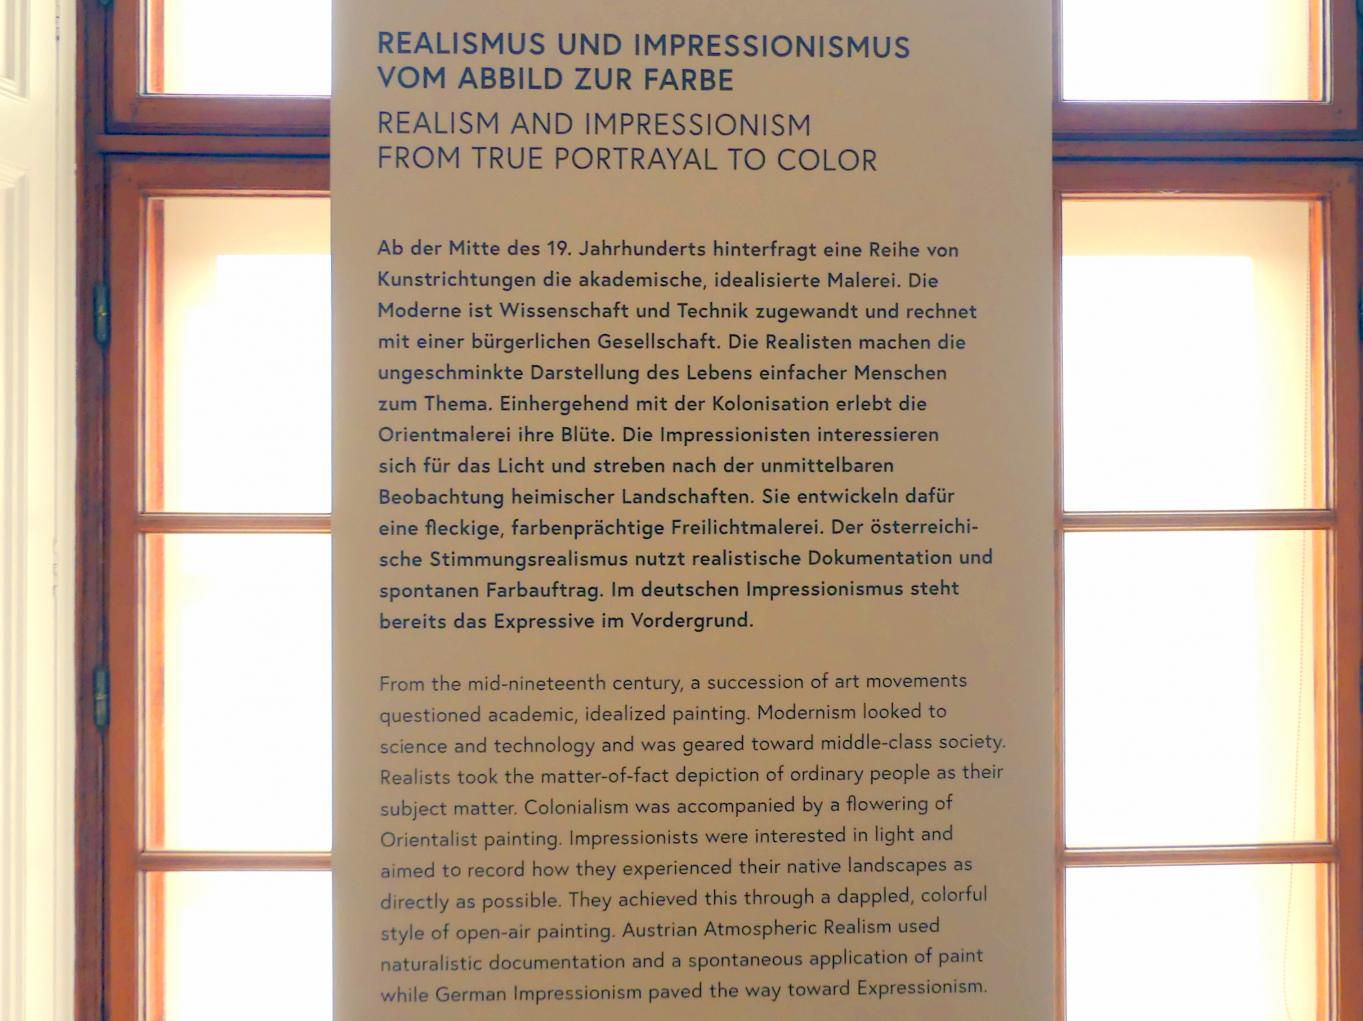 REALISMUS UND IMPRESSIONISMUS
VOM ABBILD ZUR FARBE
REALISM AND IMPRESSIONISM
FROM TRUE PORTRAYAL TO COLOR
Ab der Mitte des 19. Jahrhunderts hinterfragt eine Reihe von
Kunstrichtungen die akademische, idealisierte Malerei. Die
Moderne ist Wissenschaft und Technik zugewandt und rechnet
mit einer bürgerlichen Gesellschaft. Die Realisten machen die
ungeschminkte Darstellung des Lebens einfacher Menschen
zum Thema. Einhergehend mit der Kolonisation erlebt die
Orientmalerei ihre Blüte. Die Impressionisten interessieren
sich für das Licht und streben nach der unmittelbaren
Beobachtung heimischer Landschaften. Sie entwickeln dafür
eine fleckige, farbenprächtige Freilichtmalerei. Der österreichi-
sche Stimmungsrealismus nutzt realistische Dokumentation und
spontanen Farbauftrag. Im deutschen Impressionismus steht
bereits das Expressive im Vordergrund.
From the mid-nineteenth century, a succession of art movements
questioned academic, idealized painting. Modernism looked to
science and technology and was geared toward middle-class society.
Realists took the matter-of-fact depiction of ordinary people as their
subject matter. Colonialism was accompanied by a flowering of
Orientalist painting. Impressionists were interested in light and
aimed to record how they experienced their native landscapes as
directly as possible. They achieved this through a dappled, colorful
style of open-air painting. Austrian Atmospheric Realism used
naturalistic documentation and a spontaneous application of paint
while German Impressionism paved the way toward Expressionism.